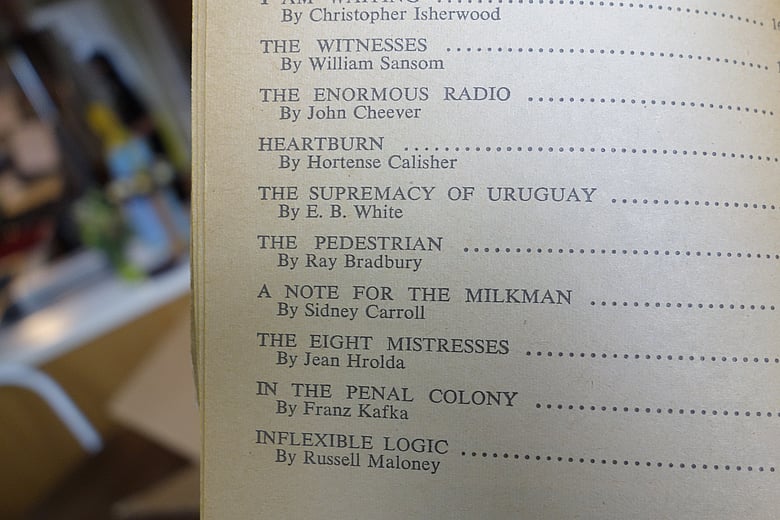 I AM WAITING
By Christopher Isherwood
THE WITNESSES ........................
By William Sansom
THE ENORMOUS RADIO ........................
By John Cheever
HEARTBURN ........................
By Hortense Calisher
THE SUPREMACY OF URUGUAY ........................
By E. B. White
THE PEDESTRIAN ........................
By Ray Bradbury
A NOTE FOR THE MILKMAN ........................
By Sidney Carroll
THE EIGHT MISTRESSES ........................
By Jean Hrolda
IN THE PENAL COLONY ........................
By Franz Kafka
INFLEXIBLE LOGIC ........................
By Russell Maloney